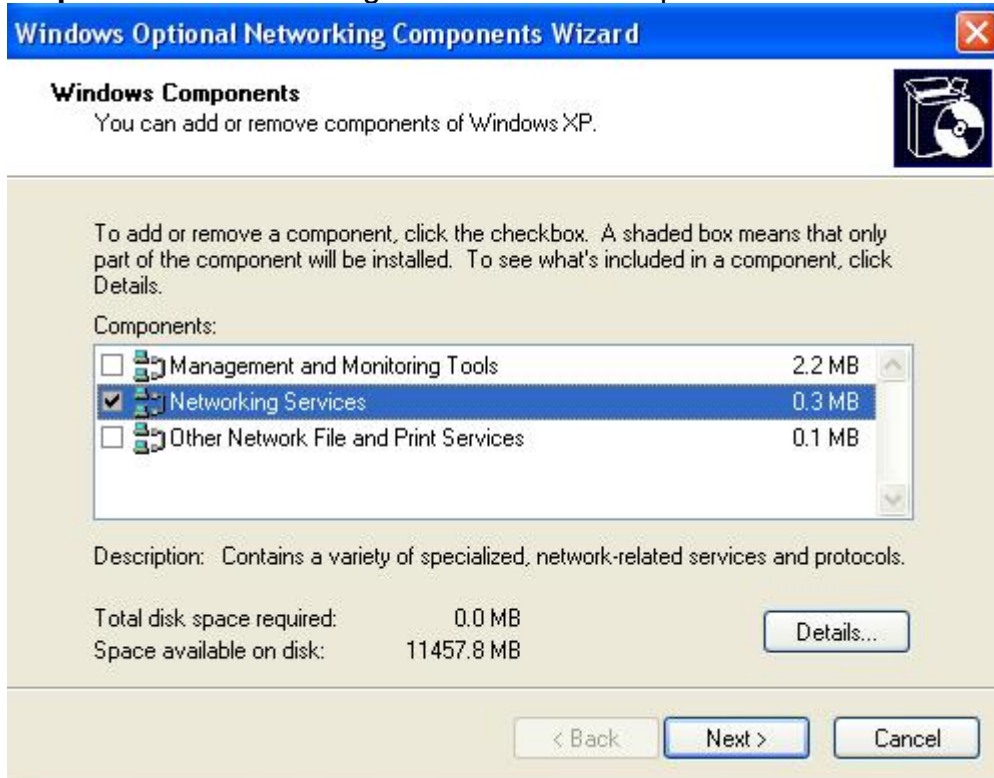 Windows Optional Networking Components Wizard
Windows Components
You can add or remove components of Windows XP.
To add or remove a component, click the checkbox. A shaded box means that only
part of the component will be installed. To see what's included in a component, click
Details.
Components:
Management and Monitoring Tools 2.2 MB
Networking Services 0.3 MB
Other Network File and Print Services 0.1 MB
Description: Contains a variety of specialized, network-related services and protocols.
Total disk space required: 0.0 MB
Space available on disk: 11457.8 MB
Details...
< Back Next > Cancel